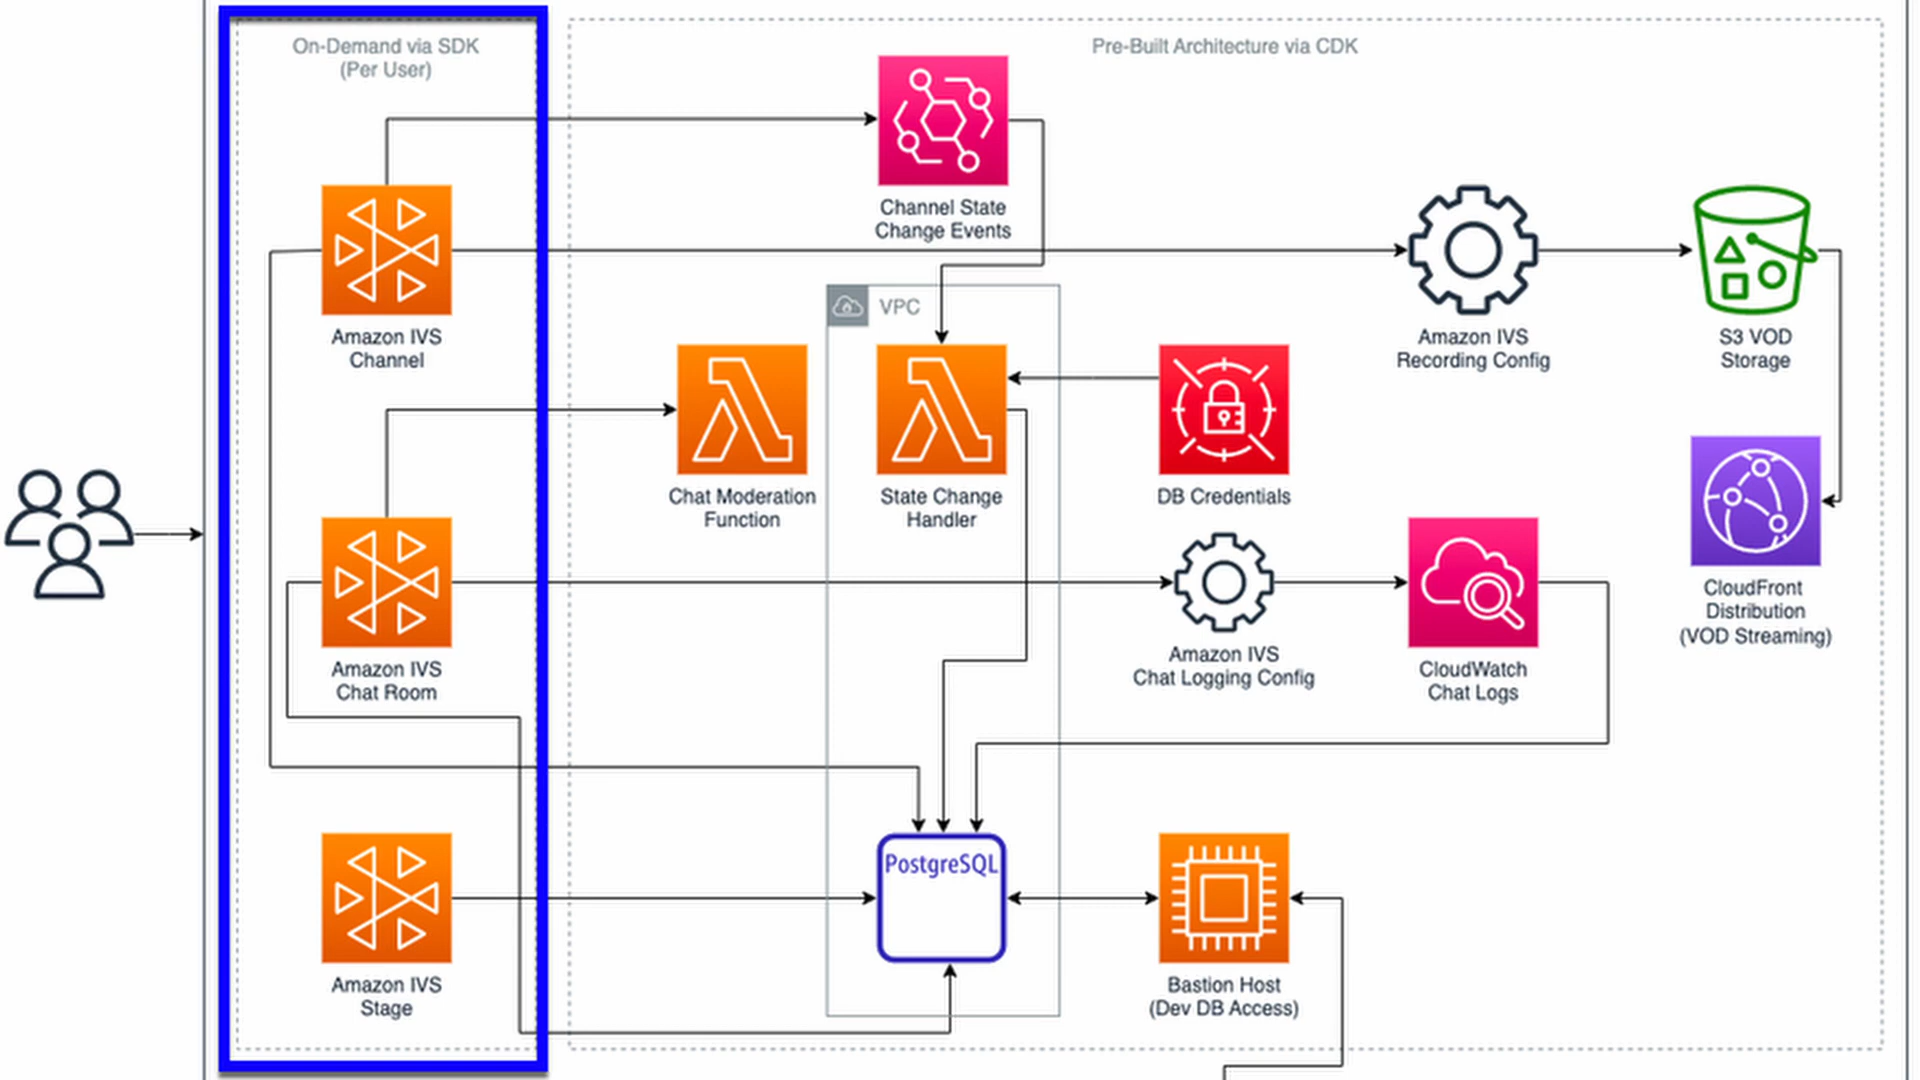 On-Demand via SDK
(Per User)
Pre-Built Architecture via CDK
Channel State
Change Events
Amazon IVS
Channel
VPC
Amazon IVS
Recording Config
S3 VOD
Storage
Chat Moderation
Function
State Change
Handler
DB Credentials
CloudFront
Distribution
(VOD Streaming)
Amazon IVS
Chat Room
Amazon IVS
Chat Logging Config
CloudWatch
Chat Logs
PostgreSQL
Amazon IVS
Stage
Bastion Host
(Dev DB Access)